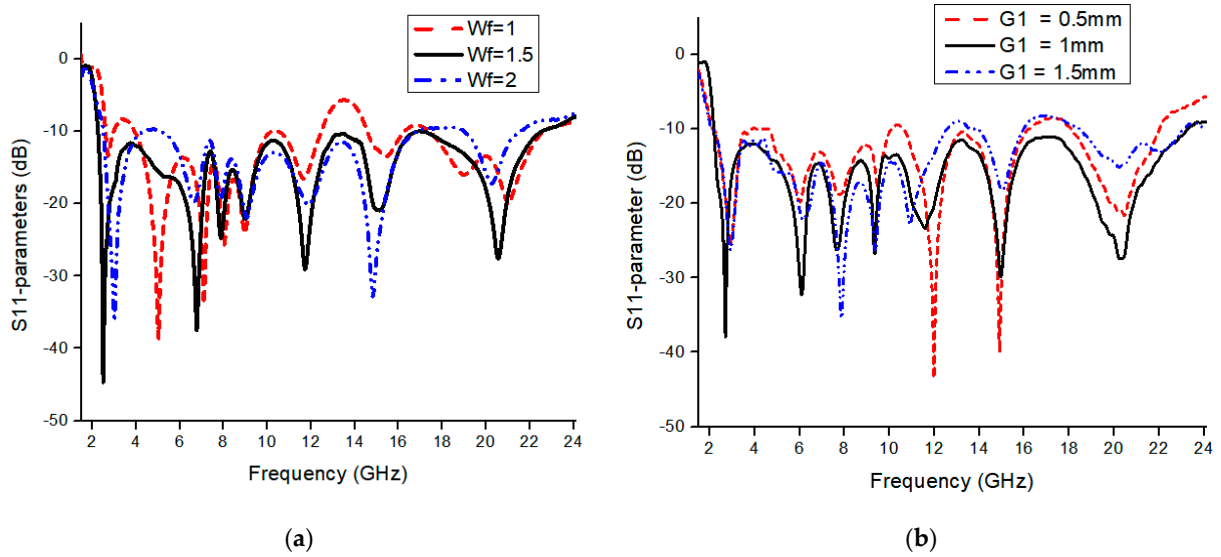 Wf=1
Wf=1.5
Wf=2
0
-10
-20
-30
-40
-50
S11-parameters (dB)
2 4 6 8 10 12 14 16 18 20 22 24
Frequency (GHz)
(a)
G1 = 0.5mm
G1 = 1mm
G1 = 1.5mm
0
-10
-20
-30
-40
-50
S11-parameter (dB)
2 4 6 8 10 12 14 16 18 20 22 24
Frequency (GHz)
(b)